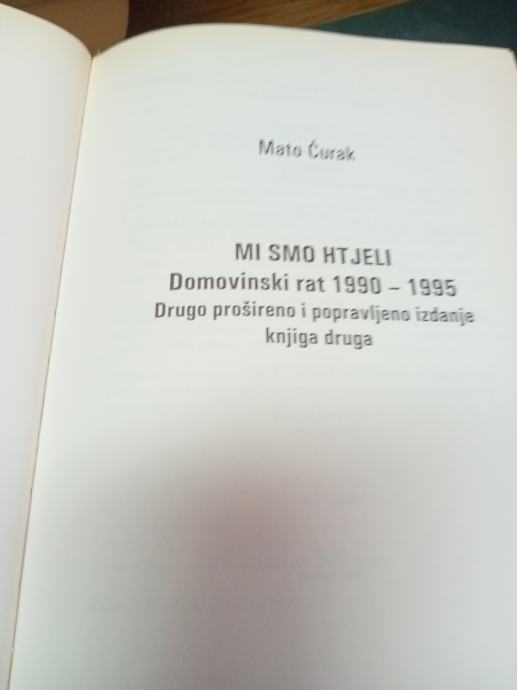 Mato Ćurak
MI SMO HTJELI
Domovinski rat 1990 – 1995
Drugo prošireno i popravljeno izdanje
knjiga druga